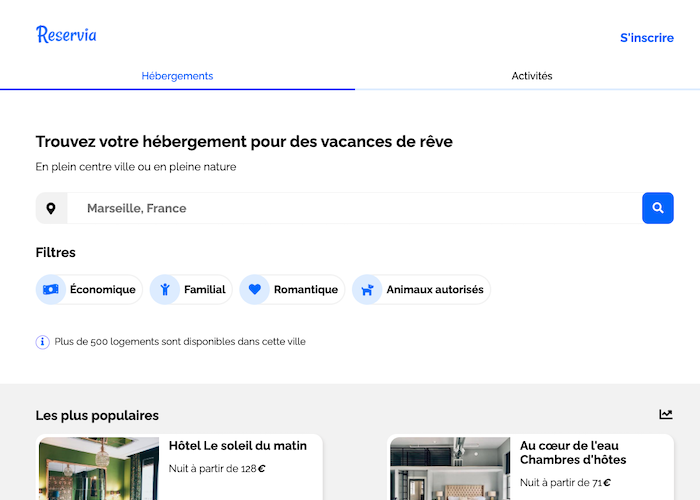 Reservia
S'inscrire
Hébergements
Activités
Trouvez votre hébergement pour des vacances de rêve
En plein centre ville ou en pleine nature
Marseille, France
Filtres
Économique
Familial
Romantique
Animaux autorisés
Plus de 500 logements sont disponibles dans cette ville
Les plus populaires
Hôtel Le soleil du matin
Nuit à partir de 128€
Au cœur de l'eau
Chambres d'hôtes
Nuit à partir de 71€